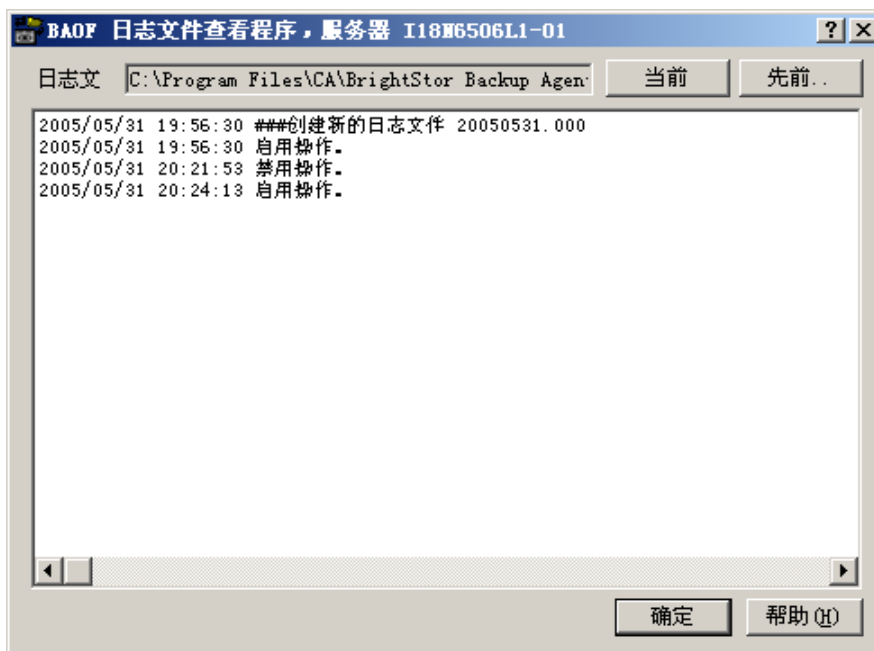 BAOF 日志文件查看程序，服务器 I18N6506L1-01
日志文 C:\Program Files\CA\BrightStor Backup Agen 当前 先前..
2005/05/31 19:56:30 ###创建新的日志文件 20050531.000
2005/05/31 19:56:30 启用操作。
2005/05/31 20:21:53 禁用操作。
2005/05/31 20:24:13 启用操作。
确定 帮助(H)